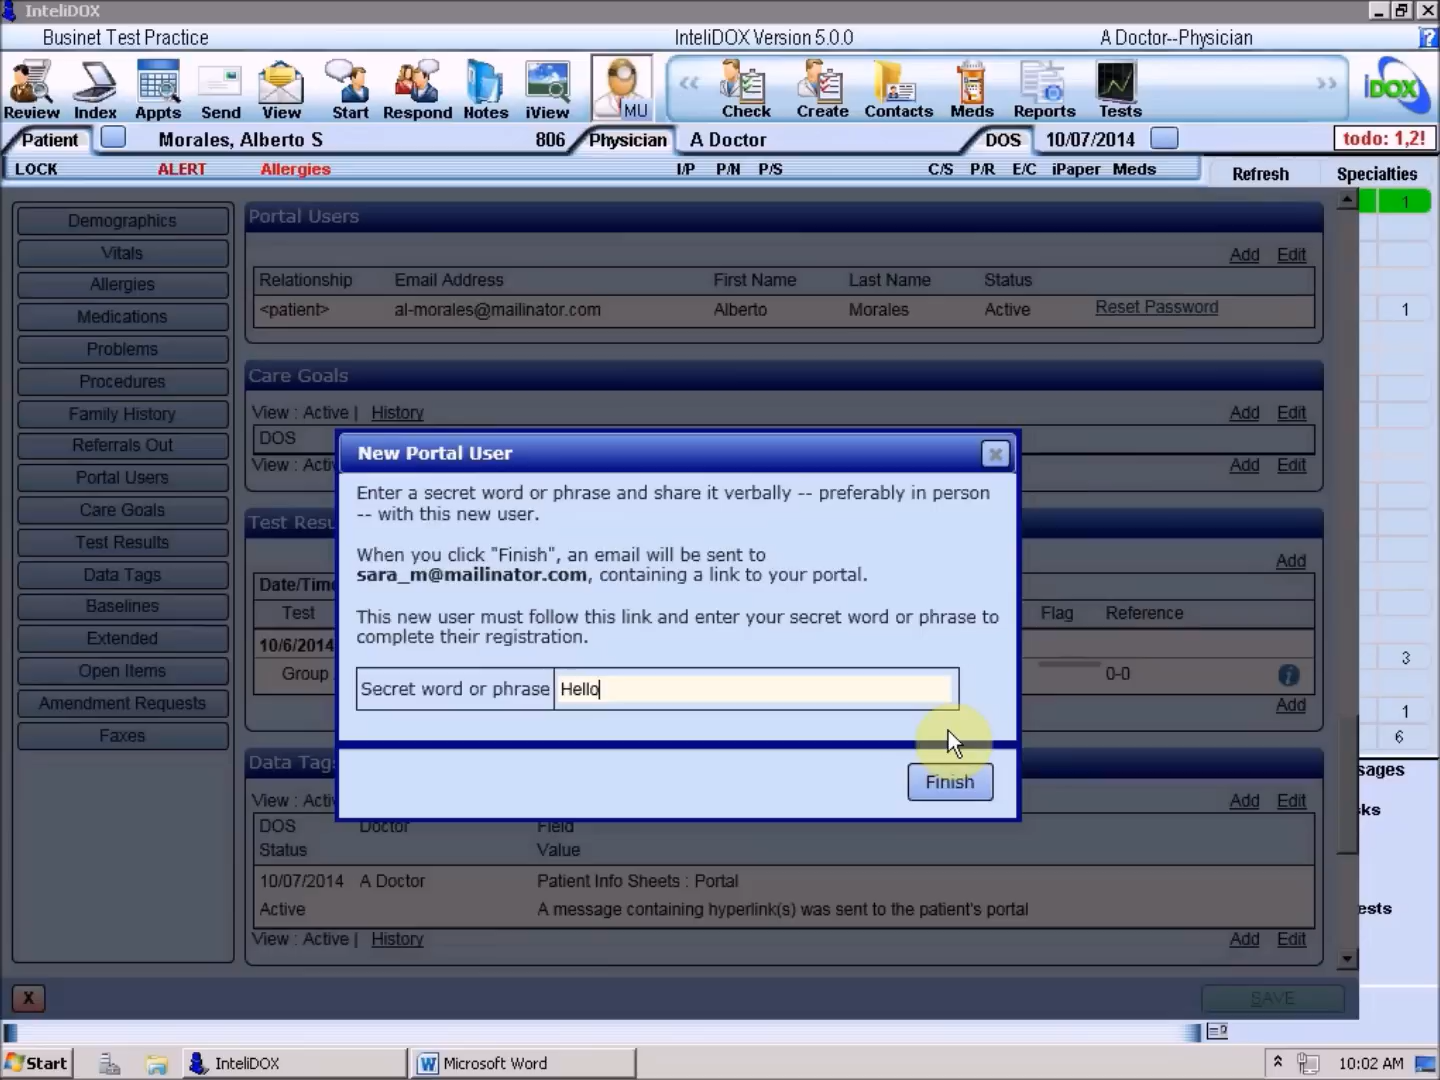 InteliDOX
Businet Test Practice
InteliDOX Version 5.0.0
A Doctor--Physician
?
Review
Index
Appts
Send
View
Start
Respond
Notes
iView
MU
Check
Create
Contacts
Meds
Reports
Tests
iDOX
Patient
Morales, Alberto S
806
Physician
A Doctor
DOS
10/07/2014
todo: 1,2!
LOCK
ALERT
Allergies
I/P P/N P/S
C/S P/R E/C iPaper Meds
Refresh
Specialties
1
1
3
1
6
Demographics
Vitals
Allergies
Medications
Problems
Procedures
Family History
Referrals Out
Portal Users
Care Goals
Test Results
Data Tags
Baselines
Extended
Open Items
Amendment Requests
Faxes
Portal Users
Add Edit
Relationship Email Address First Name Last Name Status
<patient> al-morales@mailinator.com Alberto Morales Active Reset Password
Care Goals
View : Active | History Add Edit
DOS
View : Acti Add Edit
Test Resu
Add
Date/Time
Test Flag Reference
10/6/2014
Group 0-0
Add
New Portal User
Enter a secret word or phrase and share it verbally -- preferably in person
-- with this new user.
When you click "Finish", an email will be sent to
sara_m@mailinator.com, containing a link to your portal.
This new user must follow this link and enter your secret word or phrase to
complete their registration.
Secret word or phrase Hello
Finish
Data Tags
View : Activ Add Edit
DOS Doctor Field
Status Value
10/07/2014 A Doctor Patient Info Sheets : Portal
Active A message containing hyperlink(s) was sent to the patient's portal
View : Active | History Add Edit
sages
ks
ests
X
SAVE
Start
InteliDOX
Microsoft Word
10:02 AM